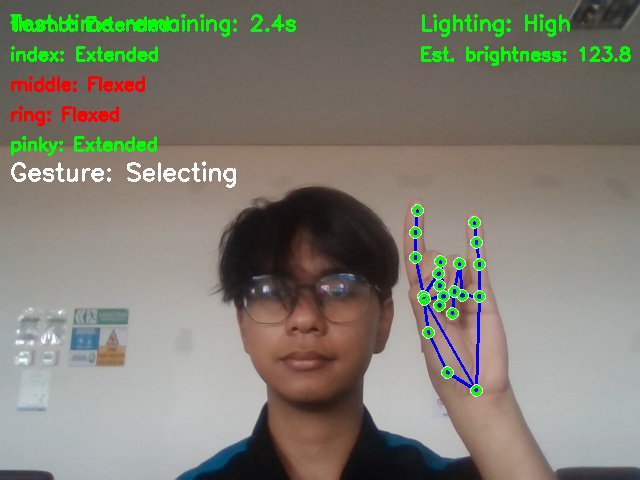 Test time remaining: 2.4s
thumb: Extended
index: Extended
middle: Flexed
ring: Flexed
pinky: Extended
Gesture: Selecting
Lighting: High
Est. brightness: 123.8